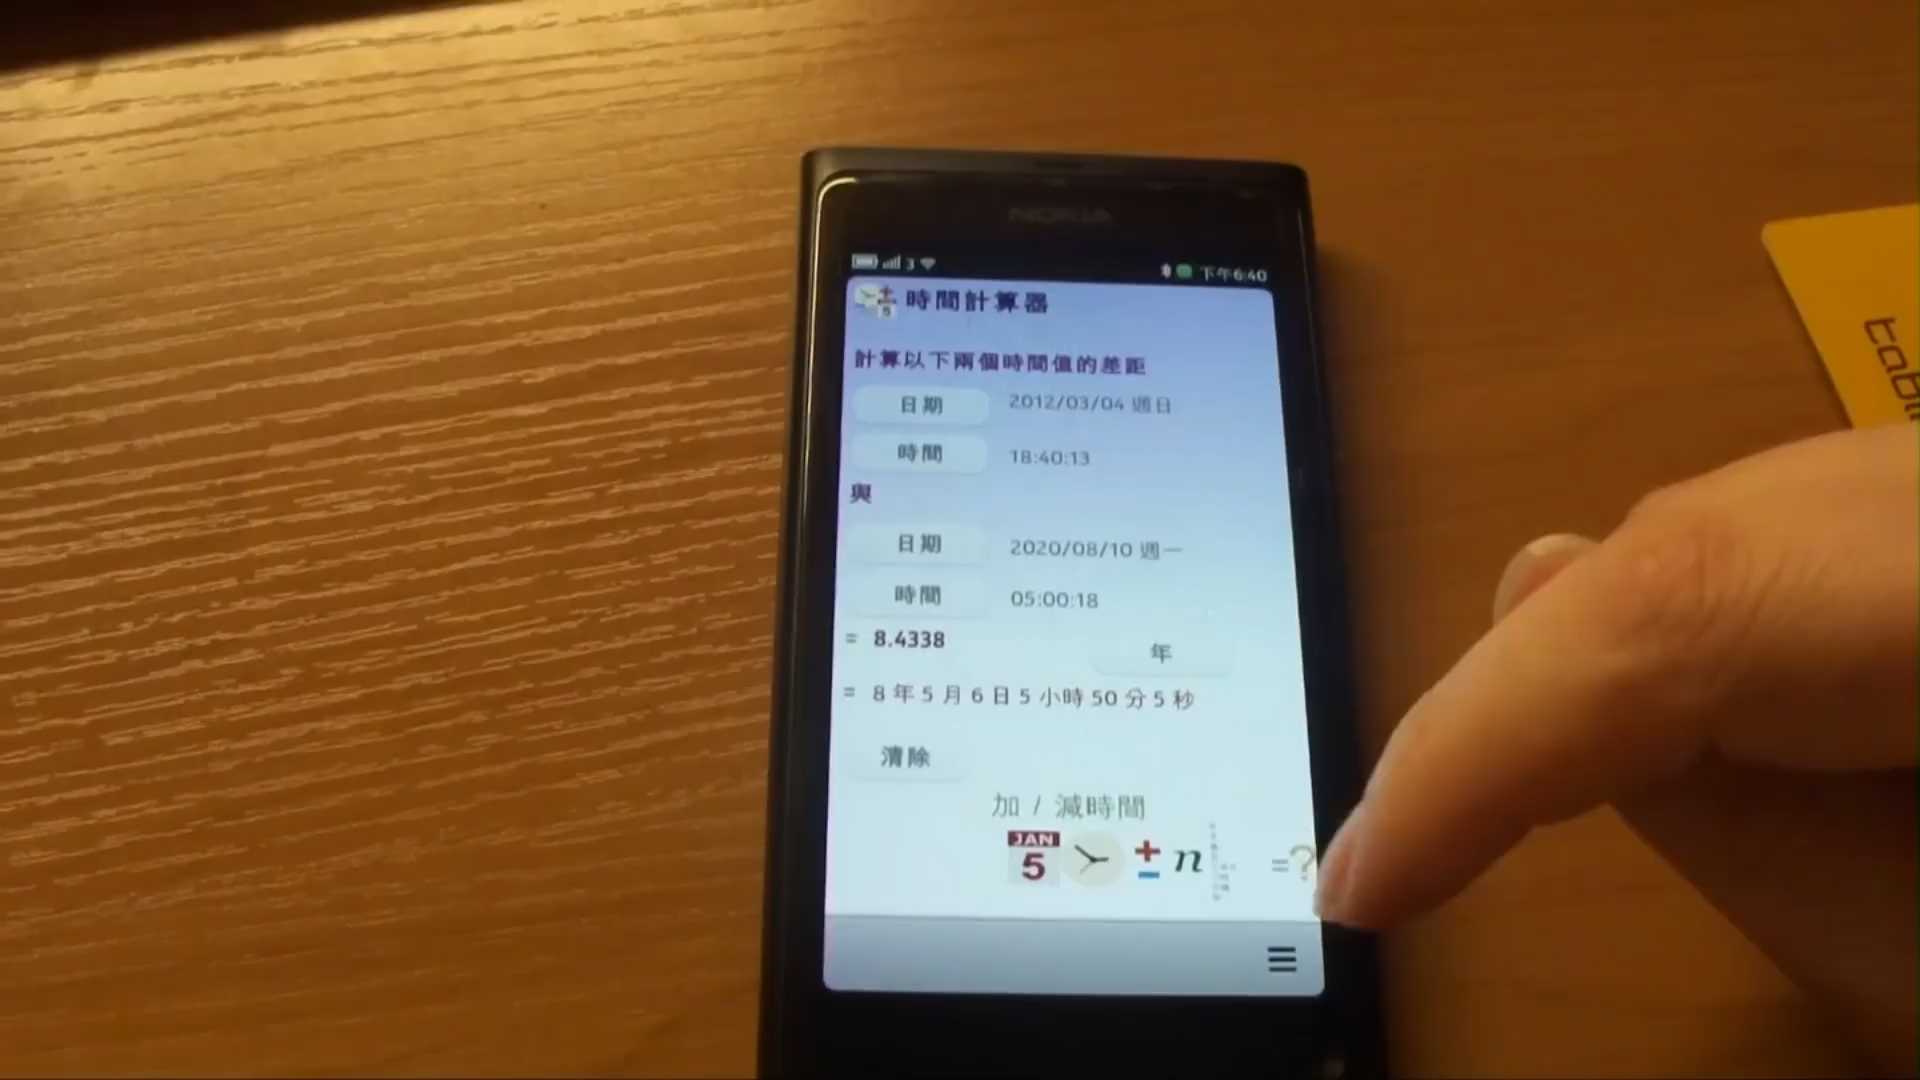 NOKIA
3 下午6:40
5 時間計算器
計算以下兩個時間值的差距
日期 2012/03/04 週日
時間 18:40:13
與
日期 2020/08/10 週一
時間 05:00:18
= 8.4338 年
= 8 年 5 月 6 日 5 小時 50 分 5 秒
清除
加 / 減時間
JAN
5 ± n =?